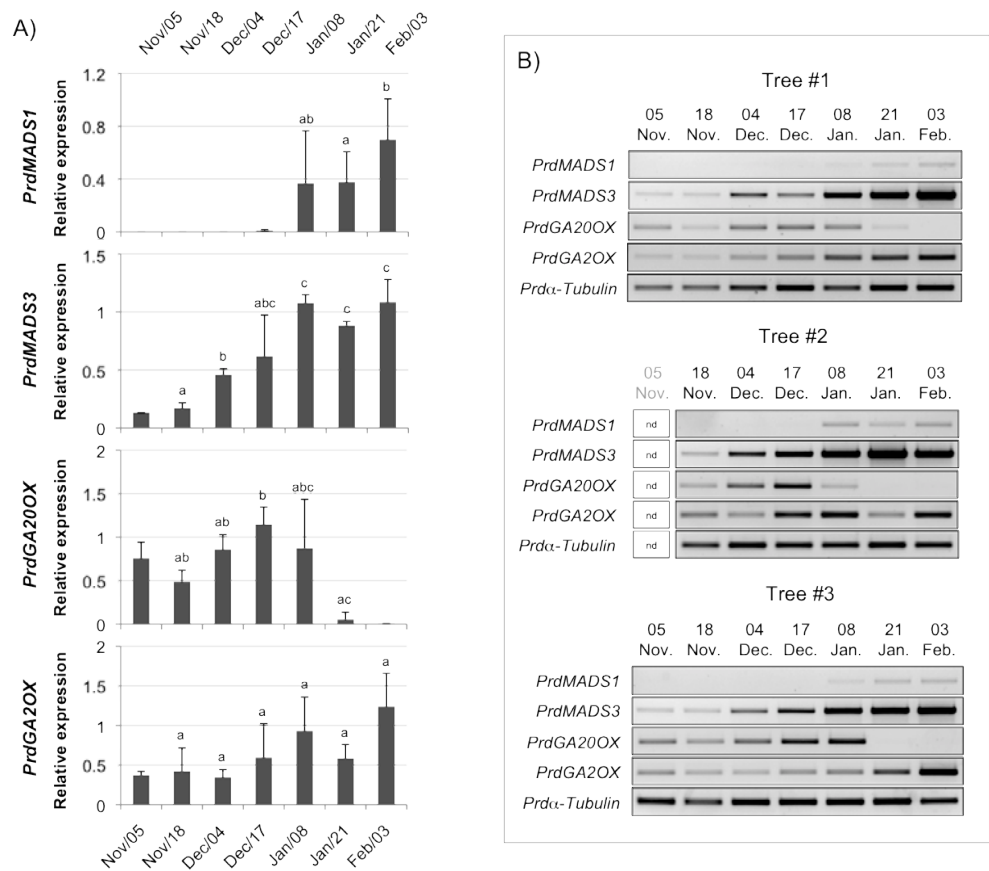 A)
Nov/05 Nov/18 Dec/04 Dec/17 Jan/08 Jan/21 Feb/03
PrdMADS1
Relative expression
1.2
0.8
0.4
0
ab a b
PrdMADS3
Relative expression
1.5
1
0.5
0
a b abc c c c
PrdGA20OX
Relative expression
2
1.5
1
0.5
0
ab ab b abc ac
PrdGA2OX
Relative expression
2
1.5
1
0.5
0
a a a a a a
Nov/05 Nov/18 Dec/04 Dec/17 Jan/08 Jan/21 Feb/03
B)
Tree #1
05 18 04 17 08 21 03
Nov. Nov. Dec. Dec. Jan. Jan. Feb.
PrdMADS1
PrdMADS3
PrdGA20OX
PrdGA2OX
Prdα-Tubulin
Tree #2
05 18 04 17 08 21 03
Nov. Nov. Dec. Dec. Jan. Jan. Feb.
PrdMADS1 nd
PrdMADS3 nd
PrdGA20OX nd
PrdGA2OX nd
Prdα-Tubulin nd
Tree #3
05 18 04 17 08 21 03
Nov. Nov. Dec. Dec. Jan. Jan. Feb.
PrdMADS1
PrdMADS3
PrdGA20OX
PrdGA2OX
Prdα-Tubulin